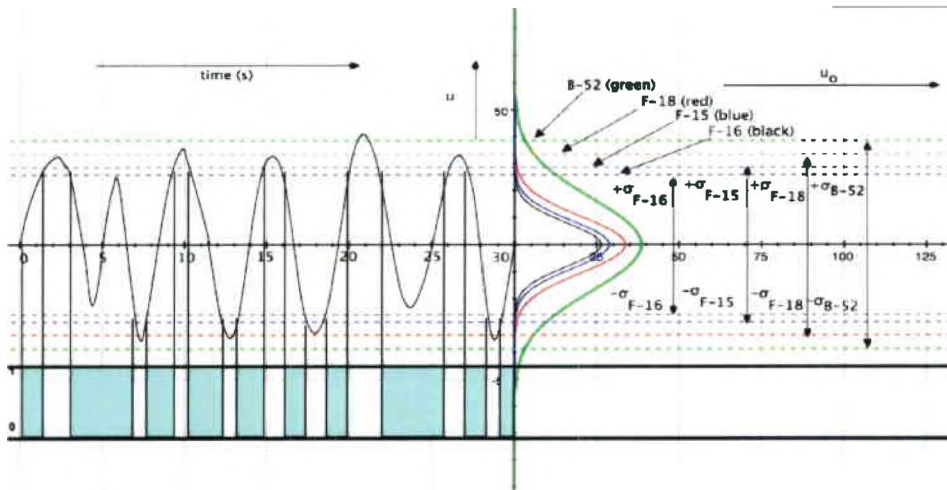 time (s)
u
u₀
B-52 (green)
F-18 (red)
F-15 (blue)
F-16 (black)
50
+σF-16 +σF-15 +σF-18 +σB-52
0 5 10 15 20 25 30 25 50 75 100 125
-σF-16 -σF-15 -σF-18 -σB-52
1
0